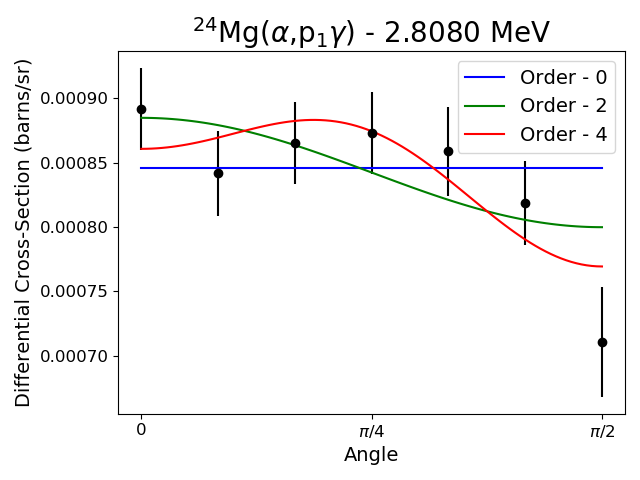 ²⁴Mg(α,p₁γ) - 2.8080 MeV
Order - 0
Order - 2
Order - 4
Differential Cross-Section (barns/sr)
0.00090
0.00085
0.00080
0.00075
0.00070
0
π/4
π/2
Angle